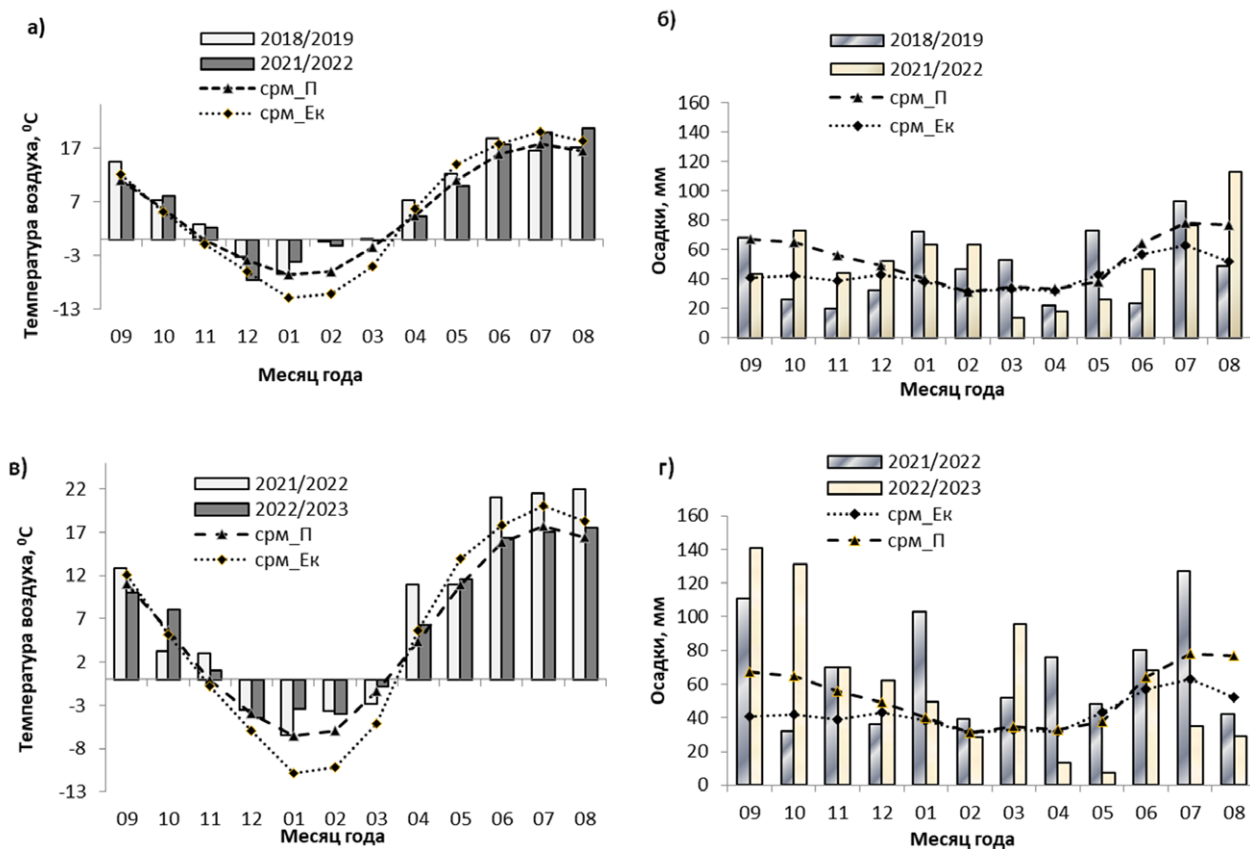 а)
2018/2019
2021/2022
срм_П
срм_Ек
Температура воздуха, ⁰С
17
7
-3
-13
09 10 11 12 01 02 03 04 05 06 07 08
Месяц года
б)
2018/2019
2021/2022
срм_П
срм_Ек
Осадки, мм
160
140
120
100
80
60
40
20
0
09 10 11 12 01 02 03 04 05 06 07 08
Месяц года
в)
2021/2022
2022/2023
срм_П
срм_Ек
Температура воздуха, ⁰С
22
17
12
7
2
-3
-8
-13
09 10 11 12 01 02 03 04 05 06 07 08
Месяц года
г)
2021/2022
2022/2023
срм_Ек
срм_П
Осадки, мм
160
140
120
100
80
60
40
20
0
09 10 11 12 01 02 03 04 05 06 07 08
Месяц года